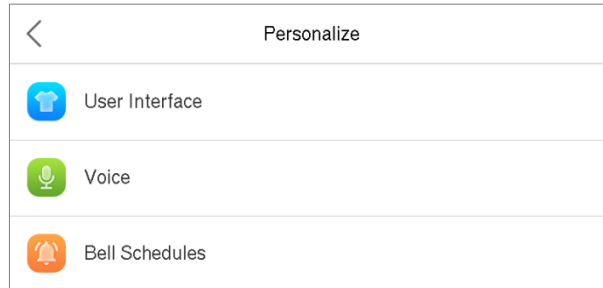 Personalize
User Interface
Voice
Bell Schedules